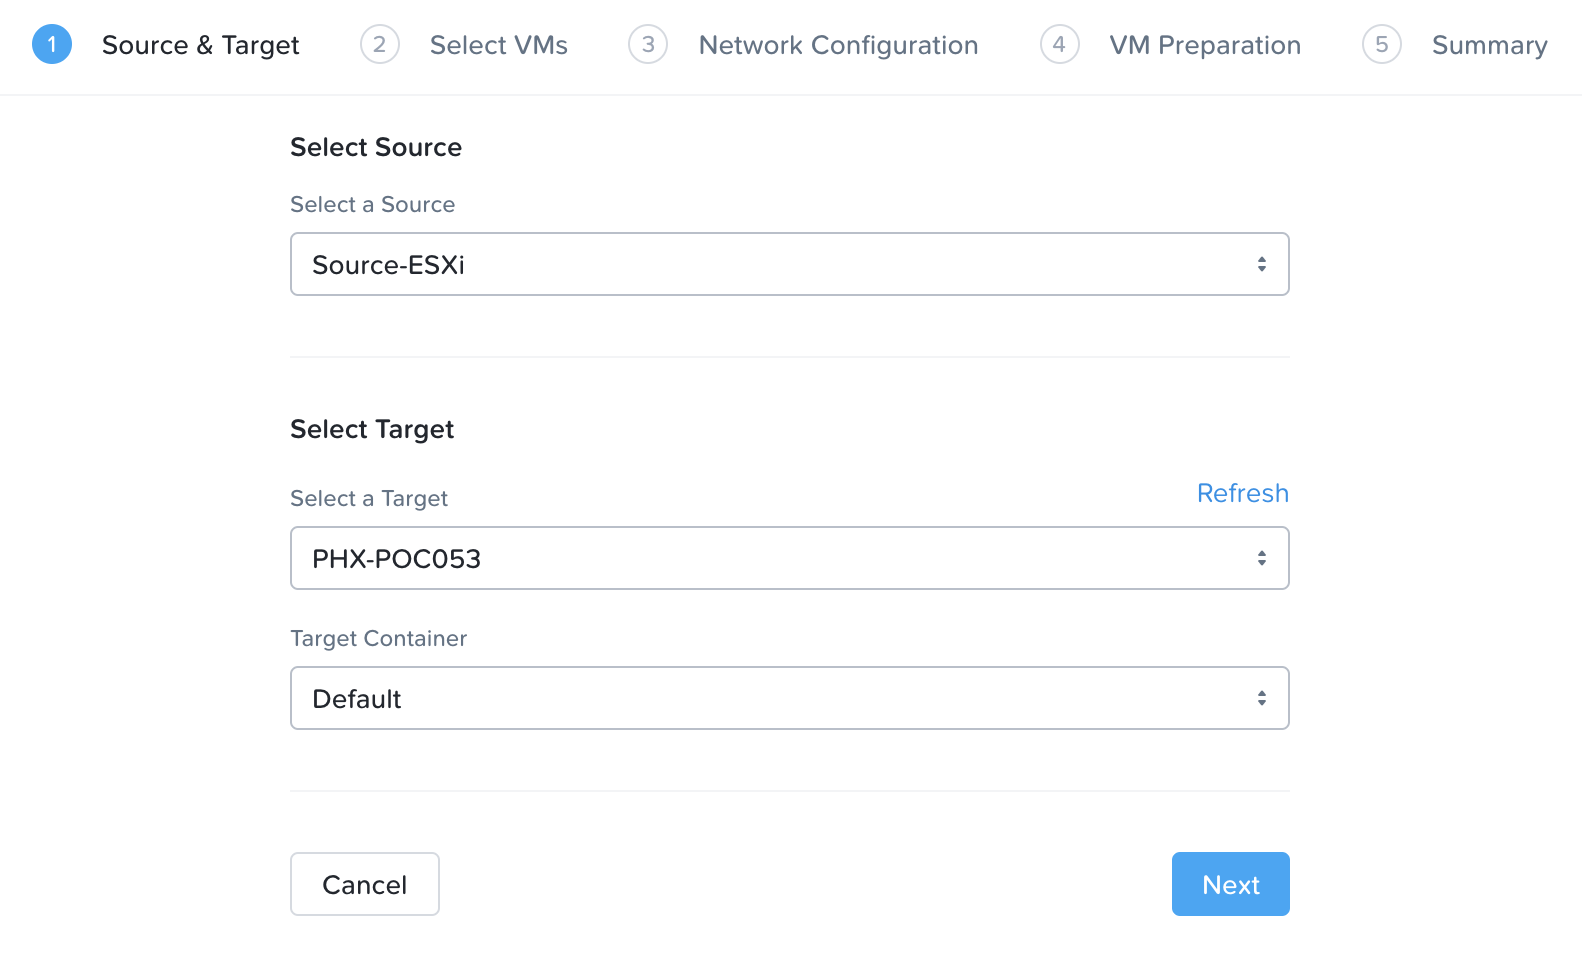 1 Source & Target 2 Select VMs 3 Network Configuration 4 VM Preparation 5 Summary
Select Source
Select a Source
Source-ESXi
Select Target
Select a Target Refresh
PHX-POC053
Target Container
Default
Cancel Next